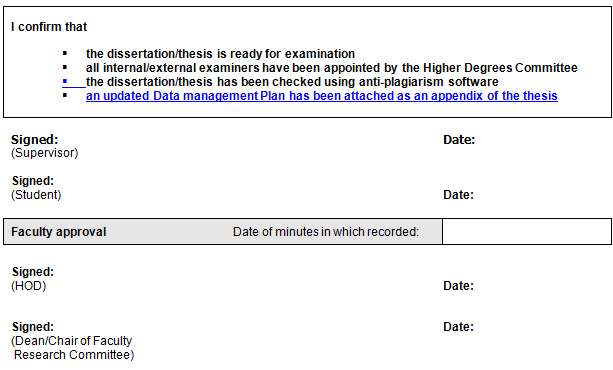 I confirm that
▪ the dissertation/thesis is ready for examination
▪ all internal/external examiners have been appointed by the Higher Degrees Committee
▪ the dissertation/thesis has been checked using anti-plagiarism software
▪ an updated Data management Plan has been attached as an appendix of the thesis
Signed: Date:
(Supervisor)
Signed:
(Student) Date:
Faculty approval Date of minutes in which recorded:
Signed:
(HOD) Date:
Signed: Date:
(Dean/Chair of Faculty
Research Committee)